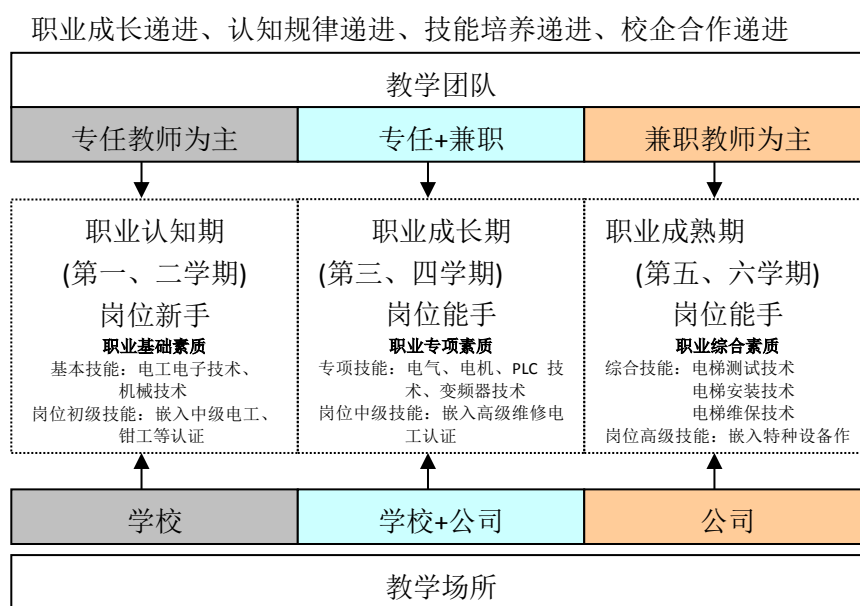 职业成长递进、认知规律递进、技能培养递进、校企合作递进
教学团队
专任教师为主
专任+兼职
兼职教师为主
职业认知期
(第一、二学期)
岗位新手
职业基础素质
基本技能：电工电子技术、
机械技术
岗位初级技能：嵌入中级电工、
钳工等认证
职业成长期
(第三、四学期)
岗位能手
职业专项素质
专项技能：电气、电机、PLC 技
术、变频器技术
岗位中级技能：嵌入高级维修电
工认证
职业成熟期
(第五、六学期)
岗位能手
职业综合素质
综合技能：电梯测试技术
电梯安装技术
电梯维保技术
岗位高级技能：嵌入特种设备作
学校
学校+公司
公司
教学场所